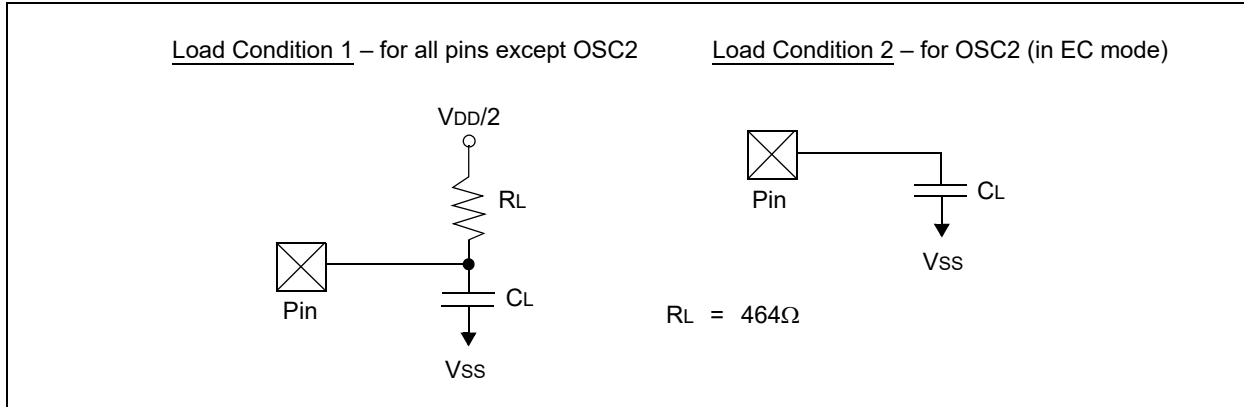 Load Condition 1 – for all pins except OSC2
VDD/2
RL
Pin
CL
VSS
Load Condition 2 – for OSC2 (in EC mode)
Pin
CL
VSS
RL = 464Ω